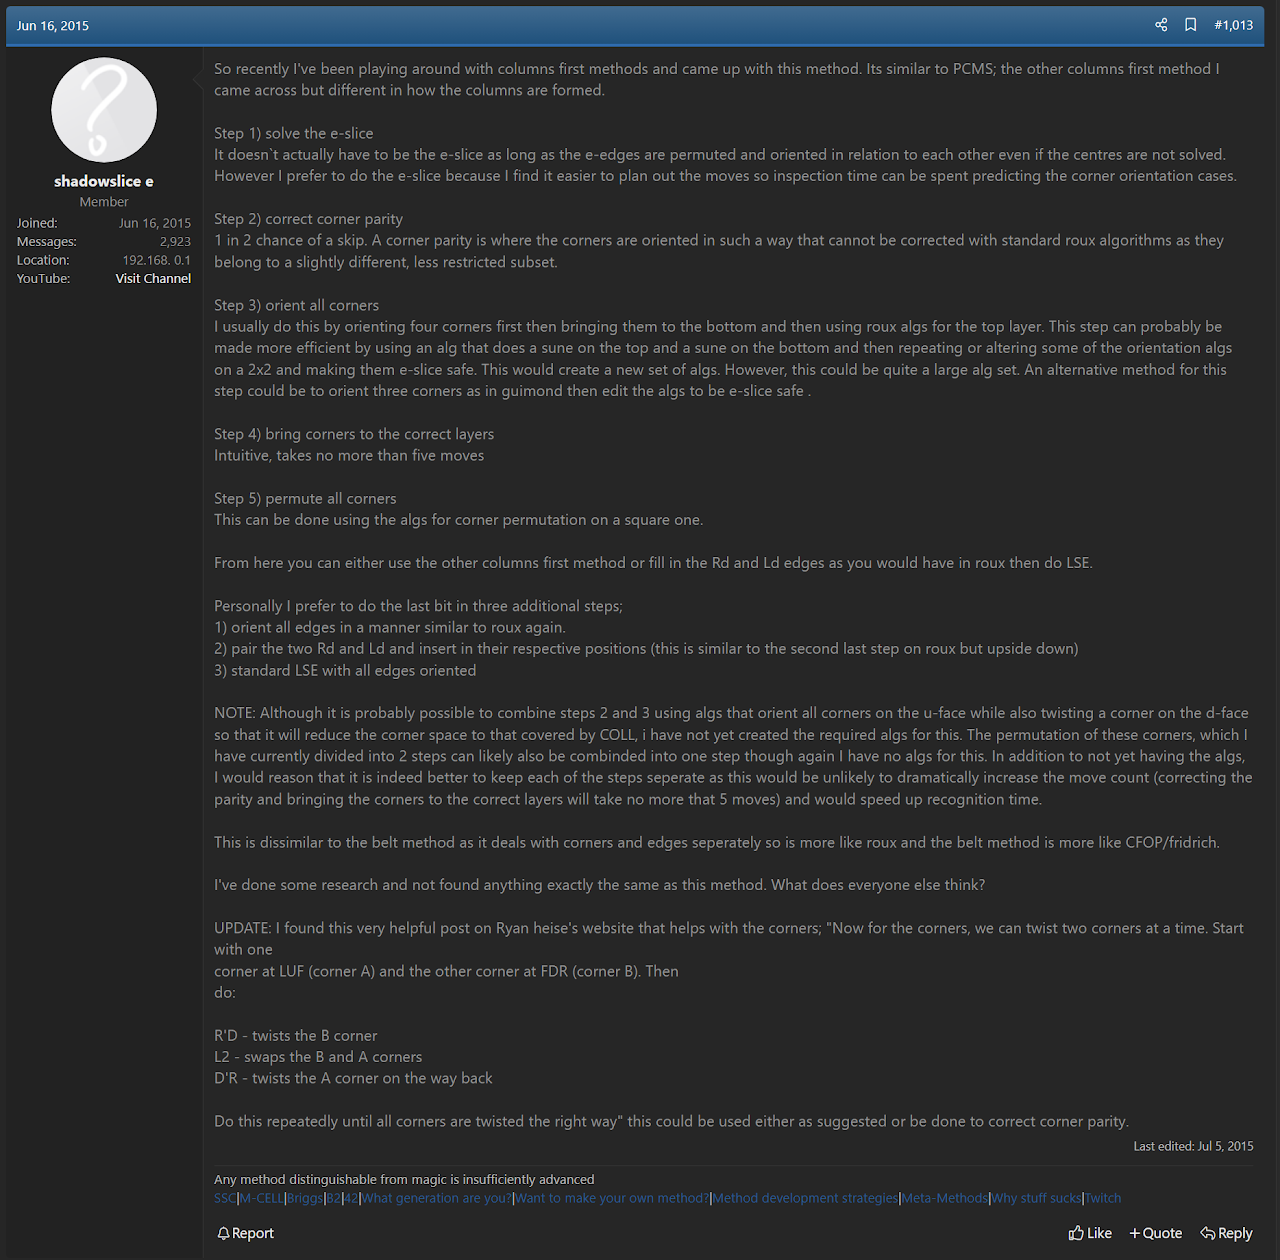 Jun 16, 2015
#1,013
shadowslice e
Member
Joined: Jun 16, 2015
Messages: 2,923
Location: 192.168. 0.1
YouTube: Visit Channel
So recently I've been playing around with columns first methods and came up with this method. Its similar to PCMS; the other columns first method I
came across but different in how the columns are formed.
Step 1) solve the e-slice
It doesn`t actually have to be the e-slice as long as the e-edges are permuted and oriented in relation to each other even if the centres are not solved.
However I prefer to do the e-slice because I find it easier to plan out the moves so inspection time can be spent predicting the corner orientation cases.
Step 2) correct corner parity
1 in 2 chance of a skip. A corner parity is where the corners are oriented in such a way that cannot be corrected with standard roux algorithms as they
belong to a slightly different, less restricted subset.
Step 3) orient all corners
I usually do this by orienting four corners first then bringing them to the bottom and then using roux algs for the top layer. This step can probably be
made more efficient by using an alg that does a sune on the top and a sune on the bottom and then repeating or altering some of the orientation algs
on a 2x2 and making them e-slice safe. This would create a new set of algs. However, this could be quite a large alg set. An alternative method for this
step could be to orient three corners as in guimond then edit the algs to be e-slice safe .
Step 4) bring corners to the correct layers
Intuitive, takes no more than five moves
Step 5) permute all corners
This can be done using the algs for corner permutation on a square one.
From here you can either use the other columns first method or fill in the Rd and Ld edges as you would have in roux then do LSE.
Personally I prefer to do the last bit in three additional steps;
1) orient all edges in a manner similar to roux again.
2) pair the two Rd and Ld and insert in their respective positions (this is similar to the second last step on roux but upside down)
3) standard LSE with all edges oriented
NOTE: Although it is probably possible to combine steps 2 and 3 using algs that orient all corners on the u-face while also twisting a corner on the d-face
so that it will reduce the corner space to that covered by COLL, i have not yet created the required algs for this. The permutation of these corners, which I
have currently divided into 2 steps can likely also be combinded into one step though again I have no algs for this. In addition to not yet having the algs,
I would reason that it is indeed better to keep each of the steps seperate as this would be unlikely to dramatically increase the move count (correcting the
parity and bringing the corners to the correct layers will take no more that 5 moves) and would speed up recognition time.
This is dissimilar to the belt method as it deals with corners and edges seperately so is more like roux and the belt method is more like CFOP/fridrich.
I've done some research and not found anything exactly the same as this method. What does everyone else think?
UPDATE: I found this very helpful post on Ryan heise's website that helps with the corners; "Now for the corners, we can twist two corners at a time. Start
with one
corner at LUF (corner A) and the other corner at FDR (corner B). Then
do:
R'D - twists the B corner
L2 - swaps the B and A corners
D'R - twists the A corner on the way back
Do this repeatedly until all corners are twisted the right way" this could be used either as suggested or be done to correct corner parity.
Last edited: Jul 5, 2015
Any method distinguishable from magic is insufficiently advanced
SSC|M-CELL|Briggs|B2|42|What generation are you?|Want to make your own method?|Method development strategies|Meta-Methods|Why stuff sucks|Twitch
Report
Like
+ Quote
Reply